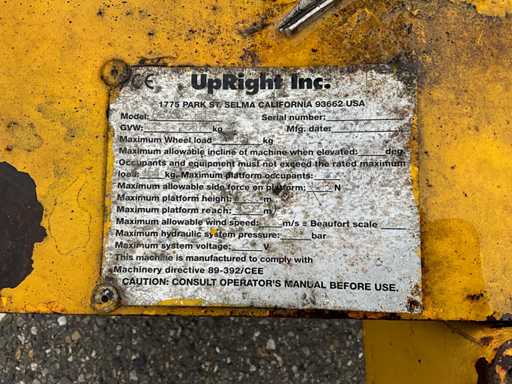 CE UpRight Inc.
1775 PARK ST. SELMA CALIFORNIA 93662 USA
Model: Serial number:
GVW: kg Mfg. date:
Maximum Wheel load kg
Maximum allowable incline of machine when elevated: deg.
Occupants and equipment must not exceed the rated maximum
load: kg. Maximum platform occupants:
Maximum allowable side force on platform: N
Maximum platform height: m
Maximum platform reach: m
Maximum allowable wind speed: m/s = Beaufort scale
Maximum hydraulic system pressure: bar
Maximum system voltage: V
This machine is manufactured to comply with
Machinery directive 89-392/CEE
CAUTION: CONSULT OPERATOR'S MANUAL BEFORE USE.